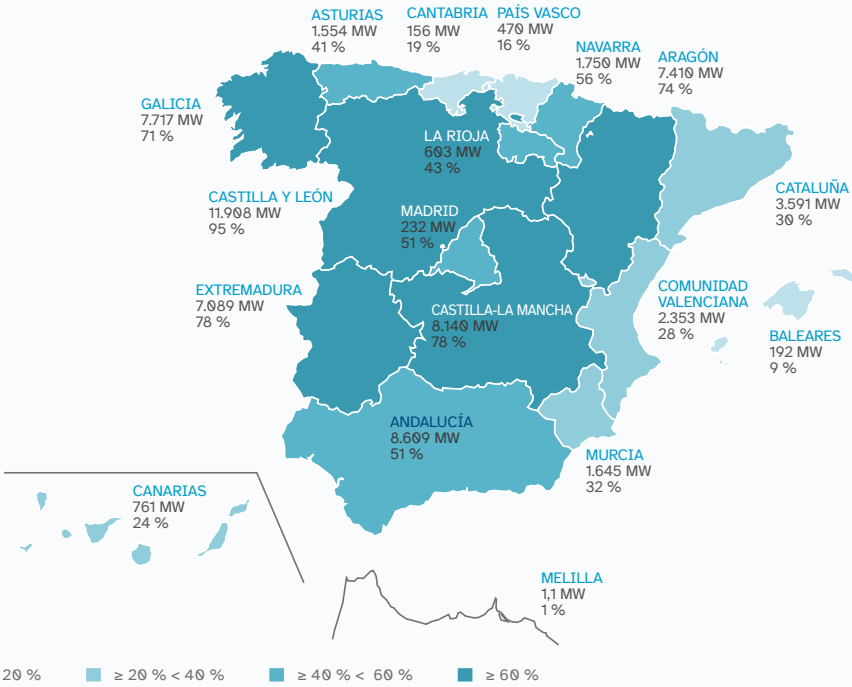 ASTURIAS
1.554 MW
41 %
CANTABRIA
156 MW
19 %
PAÍS VASCO
470 MW
16 %
NAVARRA
1.750 MW
56 %
ARAGÓN
7.410 MW
74 %
GALICIA
7.717 MW
71 %
LA RIOJA
603 MW
43 %
CASTILLA Y LEÓN
11.908 MW
95 %
MADRID
232 MW
51 %
CATALUÑA
3.591 MW
30 %
EXTREMADURA
7.089 MW
78 %
CASTILLA-LA MANCHA
8.140 MW
78 %
COMUNIDAD
VALENCIANA
2.353 MW
28 %
BALEARES
192 MW
9 %
ANDALUCÍA
8.609 MW
51 %
MURCIA
1.645 MW
32 %
CANARIAS
761 MW
24 %
MELILLA
1,1 MW
1 %
20 % ≥ 20 % < 40 % ≥ 40 % < 60 % ≥ 60 %